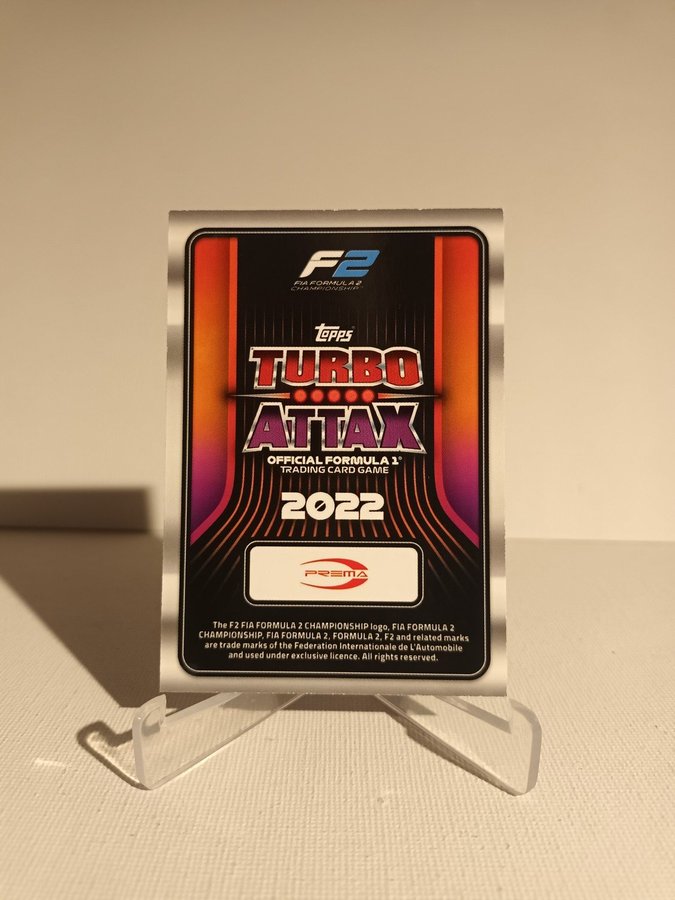 F2
FIA FORMULA 2
CHAMPIONSHIP™
Topps®
TURBO
ATTAX
OFFICIAL FORMULA 1®
TRADING CARD GAME
2022
PREMA
The F2 FIA FORMULA 2 CHAMPIONSHIP logo, FIA FORMULA 2
CHAMPIONSHIP, FIA FORMULA 2, FORMULA 2, F2 and related marks
are trade marks of the Federation Internationale de L'Automobile
and used under exclusive licence. All rights reserved.